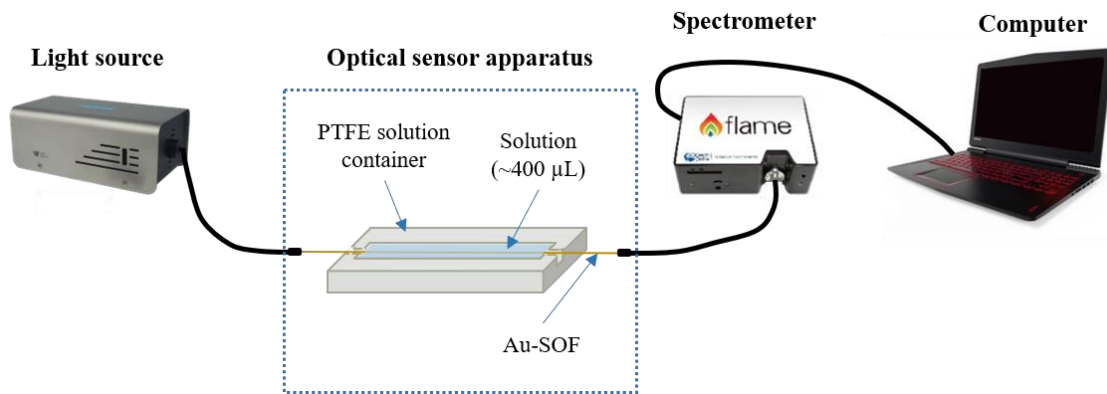 Spectrometer
Computer
Light source
Optical sensor apparatus
PTFE solution
container
Solution
(~400 µL)
flame
Au-SOF